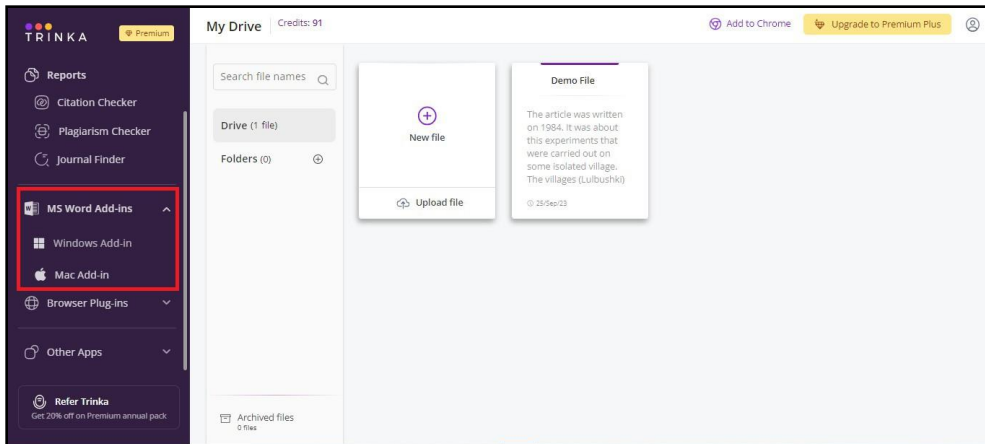 TRINKA
Premium
Reports
Citation Checker
Plagiarism Checker
Journal Finder
MS Word Add-ins
Windows Add-in
Mac Add-in
Browser Plug-ins
Other Apps
Refer Trinka
Get 20% off on Premium annual pack
My Drive
Credits: 91
Add to Chrome
Upgrade to Premium Plus
Search file names
Drive (1 file)
Folders (0)
Archived files
0 files
New file
Upload file
Demo File
The article was written
on 1984. It was about
this experiments that
were carried out on
some isolated village.
The villages (Lulbushki)
25/Sep/23